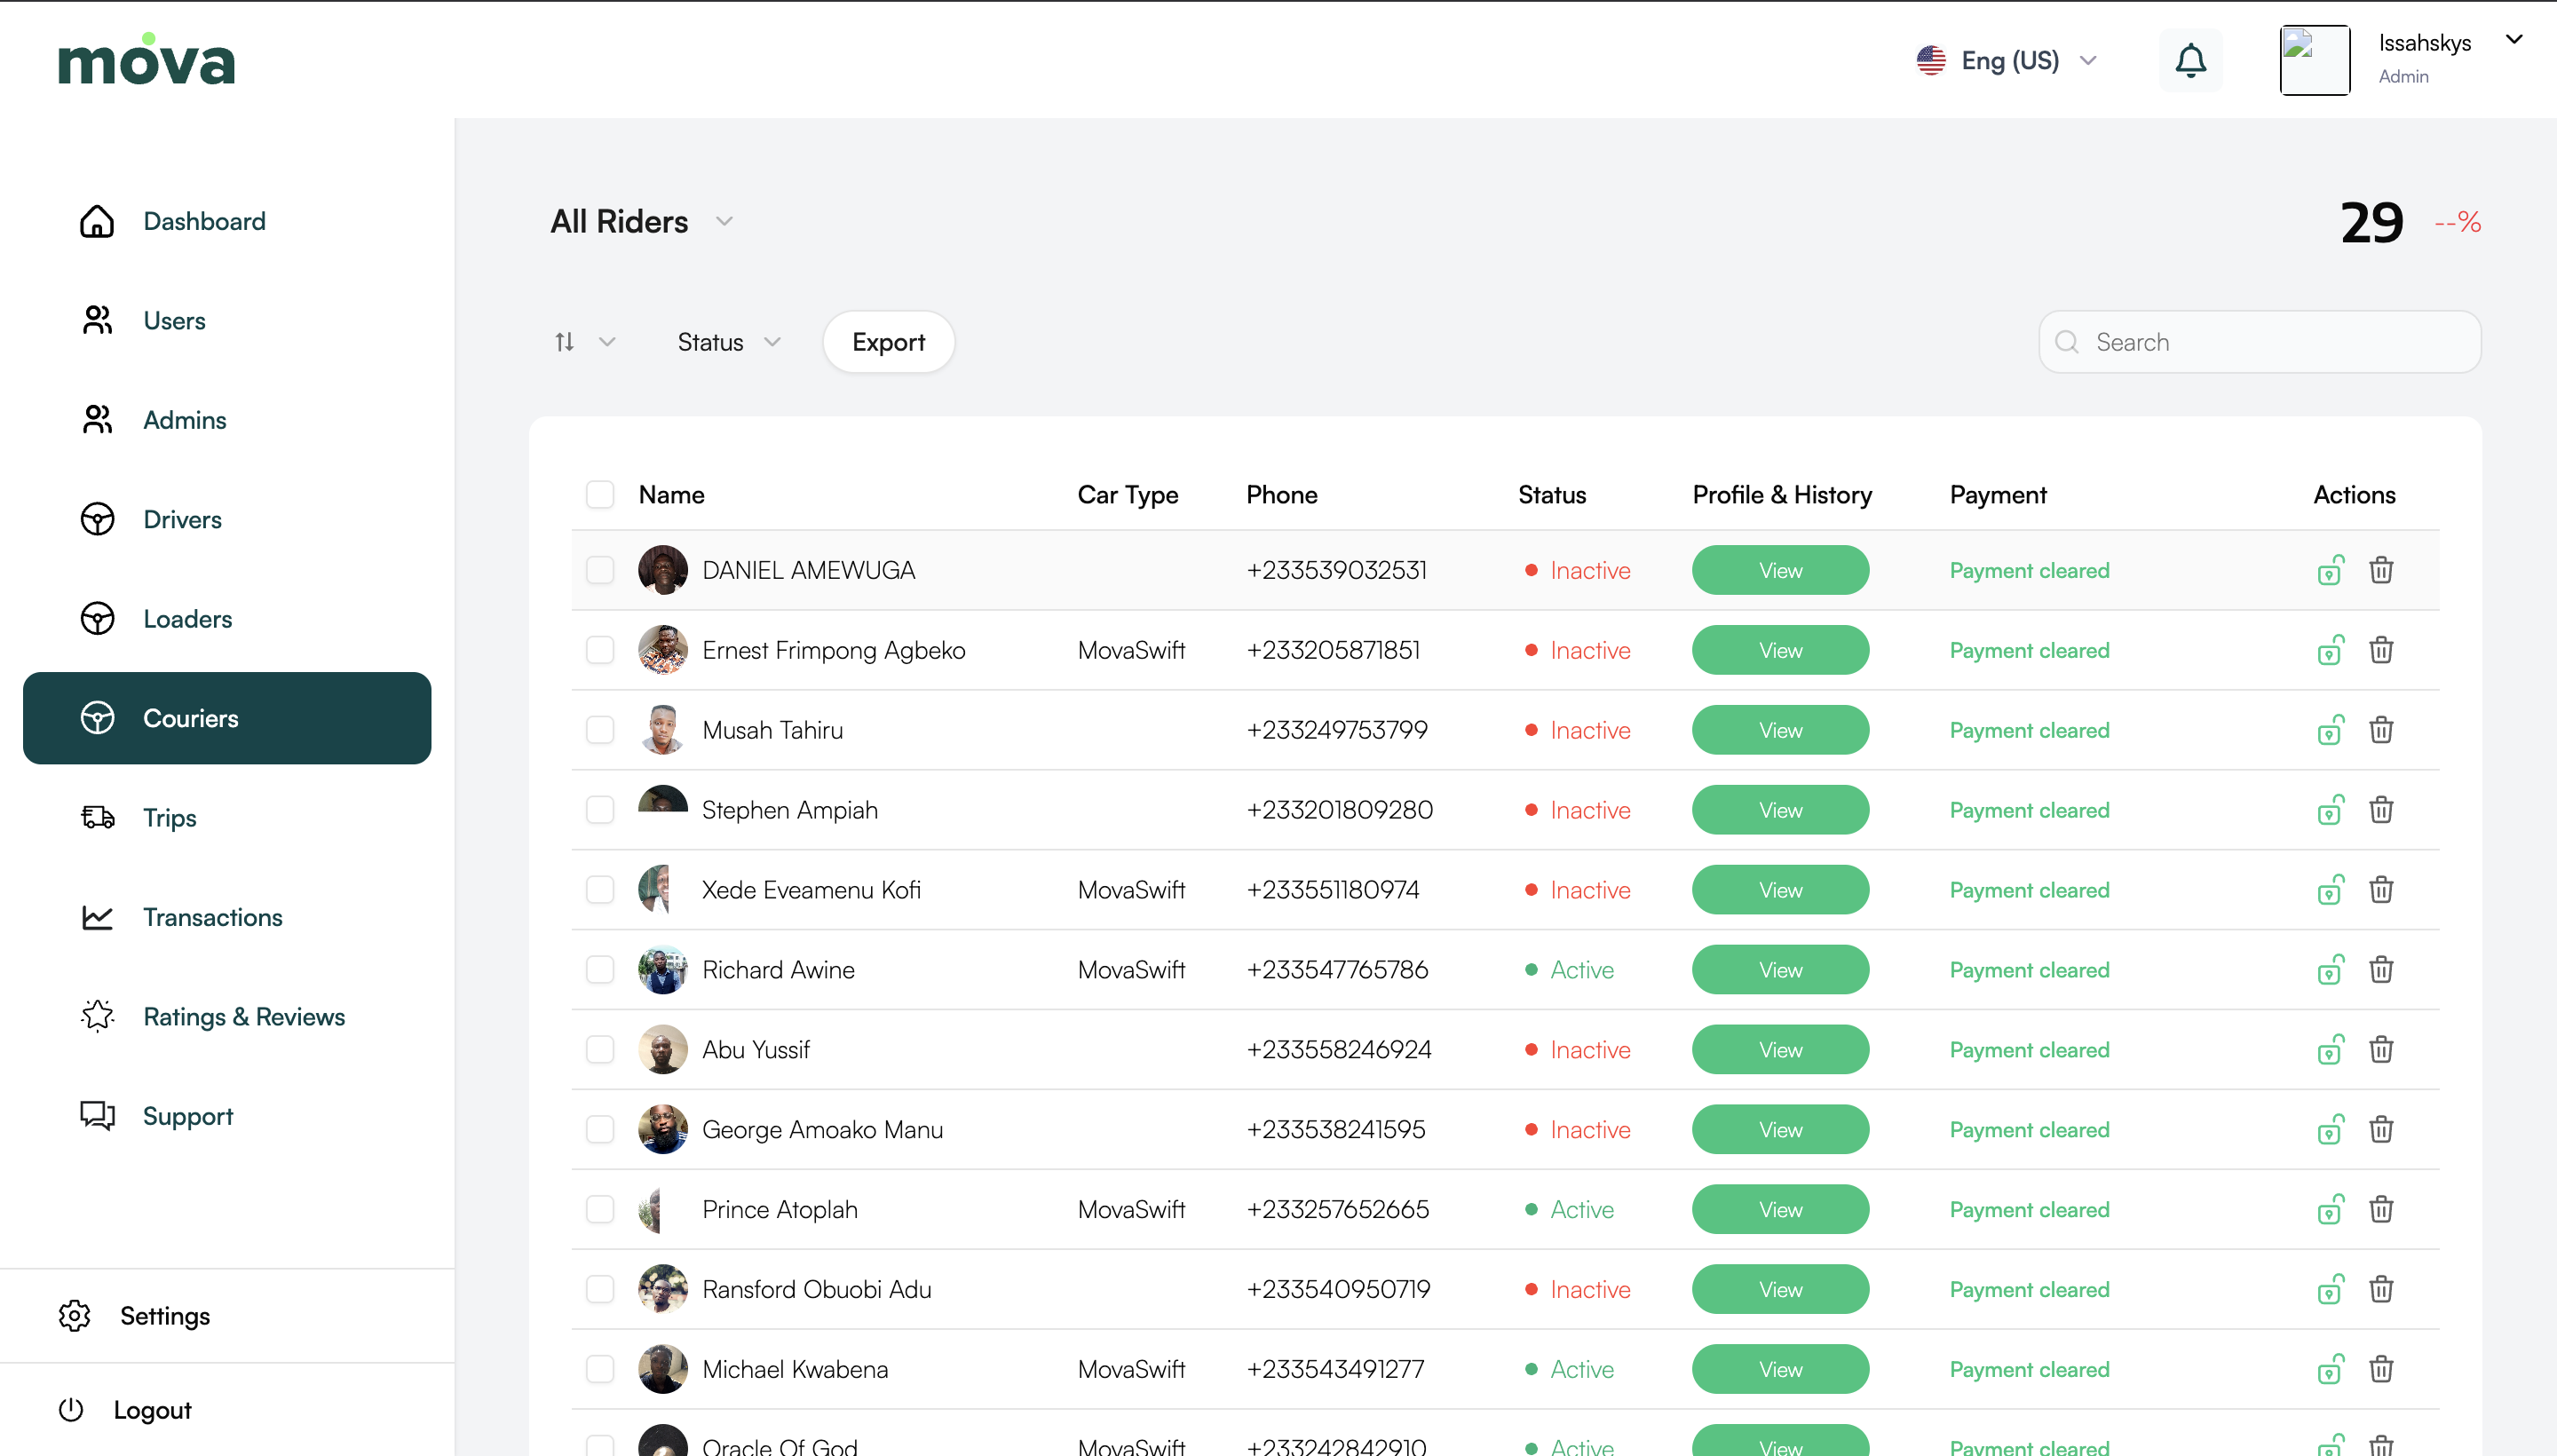 mova
Eng (US)
Issahskys
Admin
Dashboard
Users
Admins
Drivers
Loaders
Couriers
Trips
Transactions
Ratings & Reviews
Support
Settings
Logout
All Riders
29 --%
Status Export Search
Name Car Type Phone Status Profile & History Payment Actions
DANIEL AMEWUGA +233539032531 Inactive View Payment cleared
Ernest Frimpong Agbeko MovaSwift +233205871851 Inactive View Payment cleared
Musah Tahiru +233249753799 Inactive View Payment cleared
Stephen Ampiah +233201809280 Inactive View Payment cleared
Xede Eveamenu Kofi MovaSwift +233551180974 Inactive View Payment cleared
Richard Awine MovaSwift +233547765786 Active View Payment cleared
Abu Yussif +233558246924 Inactive View Payment cleared
George Amoako Manu +233538241595 Inactive View Payment cleared
Prince Atoplah MovaSwift +233257652665 Active View Payment cleared
Ransford Obuobi Adu +233540950719 Inactive View Payment cleared
Michael Kwabena MovaSwift +233543491277 Active View Payment cleared
Oracle Of God MovaSwift +233242842910 Active View Payment cleared